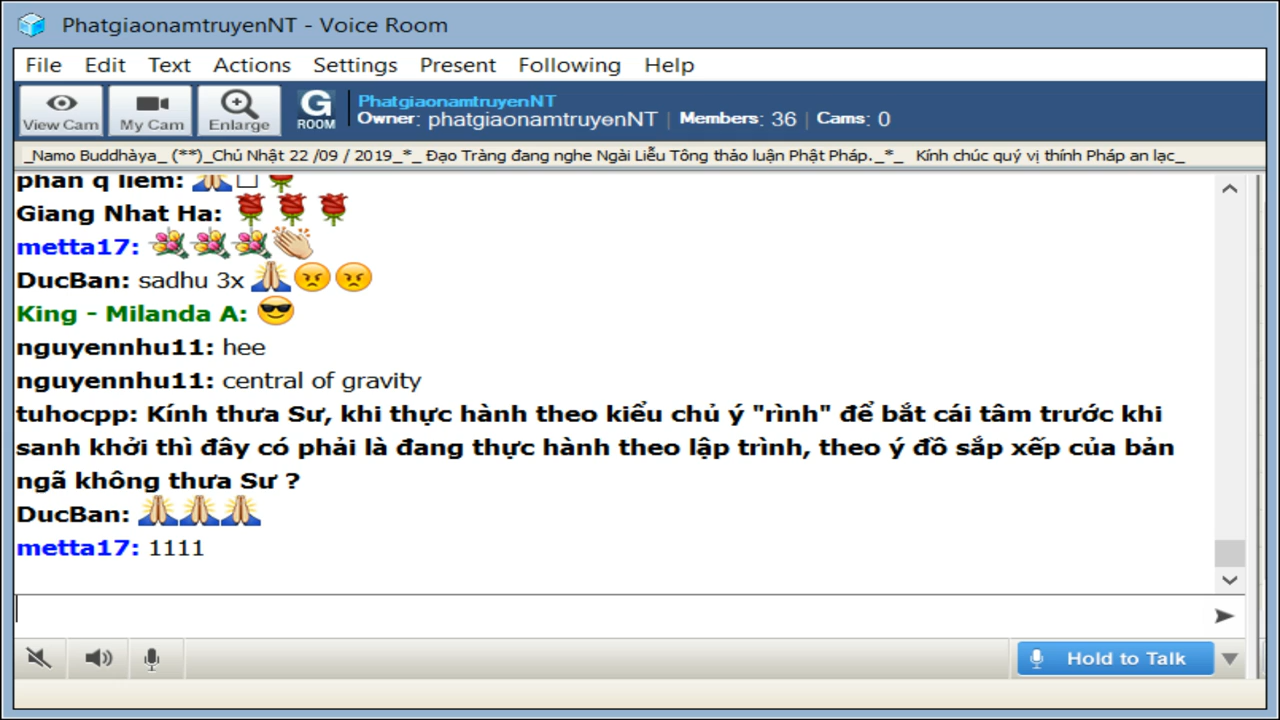 PhatgiaonamtruyenNT - Voice Room
File Edit Text Actions Settings Present Following Help
View Cam My Cam Enlarge G ROOM
PhatgiaonamtruyenNT
Owner: phatgiaonamtruyenNT | Members: 36 | Cams: 0
_Namo Buddhàya_ (**)_Chủ Nhật 22 /09 / 2019_*_ Đạo Tràng đang nghe Ngài Liễu Tông thảo luận Phật Pháp._*_ Kính chúc quý vị thính Pháp an lạc_
phan q liem: 🙏□🌹
Giang Nhat Ha: 🌹🌹🌹
metta17: 💐💐💐👏
DucBan: sadhu 3x 🙏😠😠
King - Milanda A: 😎
nguyennhu11: hee
nguyennhu11: central of gravity
tuhocpp: Kính thưa Sư, khi thực hành theo kiểu chủ ý "rình" để bắt cái tâm trước khi
sanh khởi thì đây có phải là đang thực hành theo lập trình, theo ý đồ sắp xếp của bản
ngã không thưa Sư ?
DucBan: 🙏🙏🙏
metta17: 1111
Hold to Talk